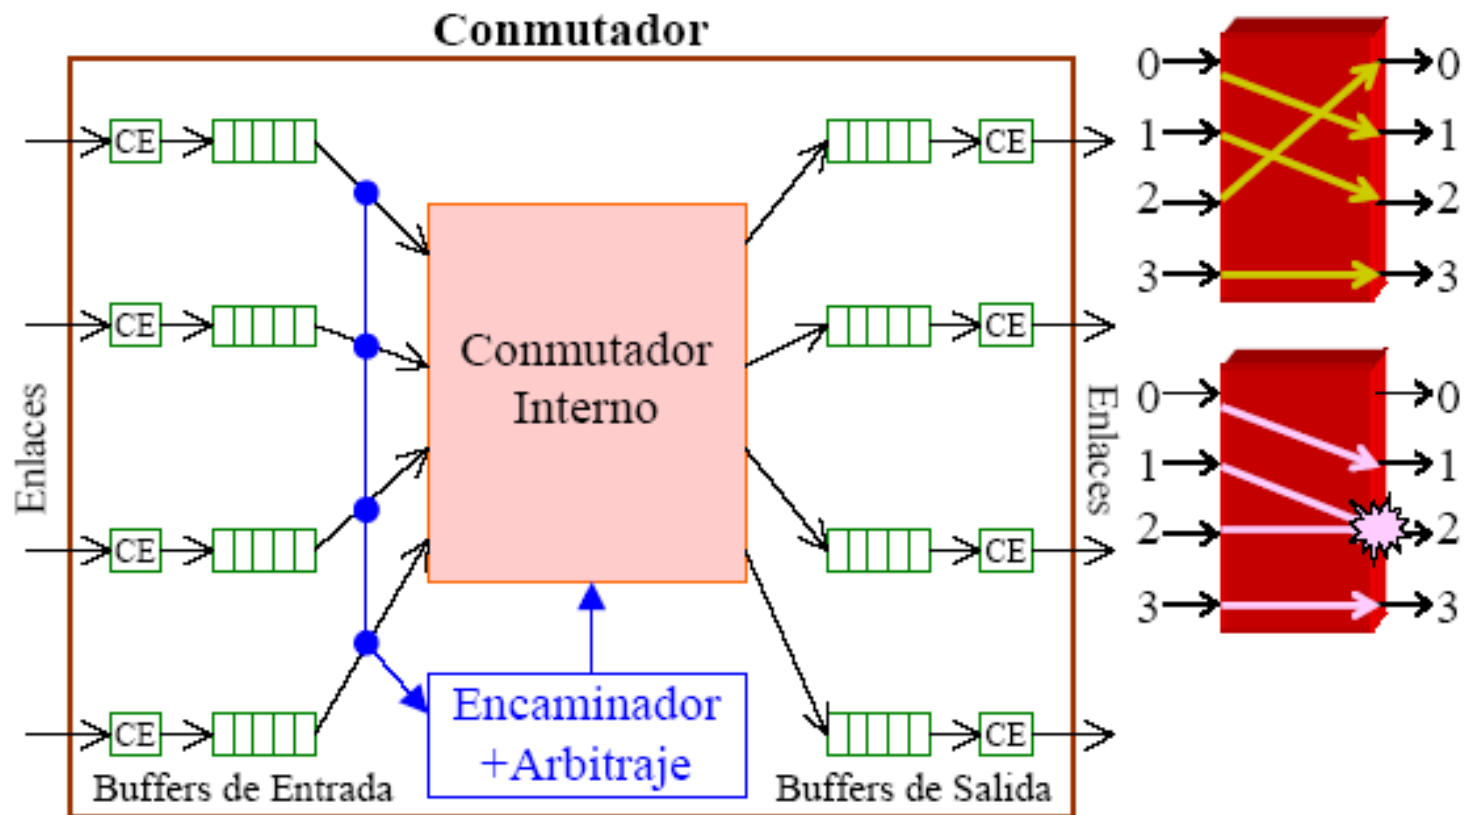 Conmutador
CE
CE
CE
CE
Enlaces
Buffers de Entrada
Conmutador
Interno
Encaminador
+Arbitraje
CE
CE
CE
CE
Buffers de Salida
Enlaces
0 0
1 1
2 2
3 3
0 0
1 1
2 2
3 3